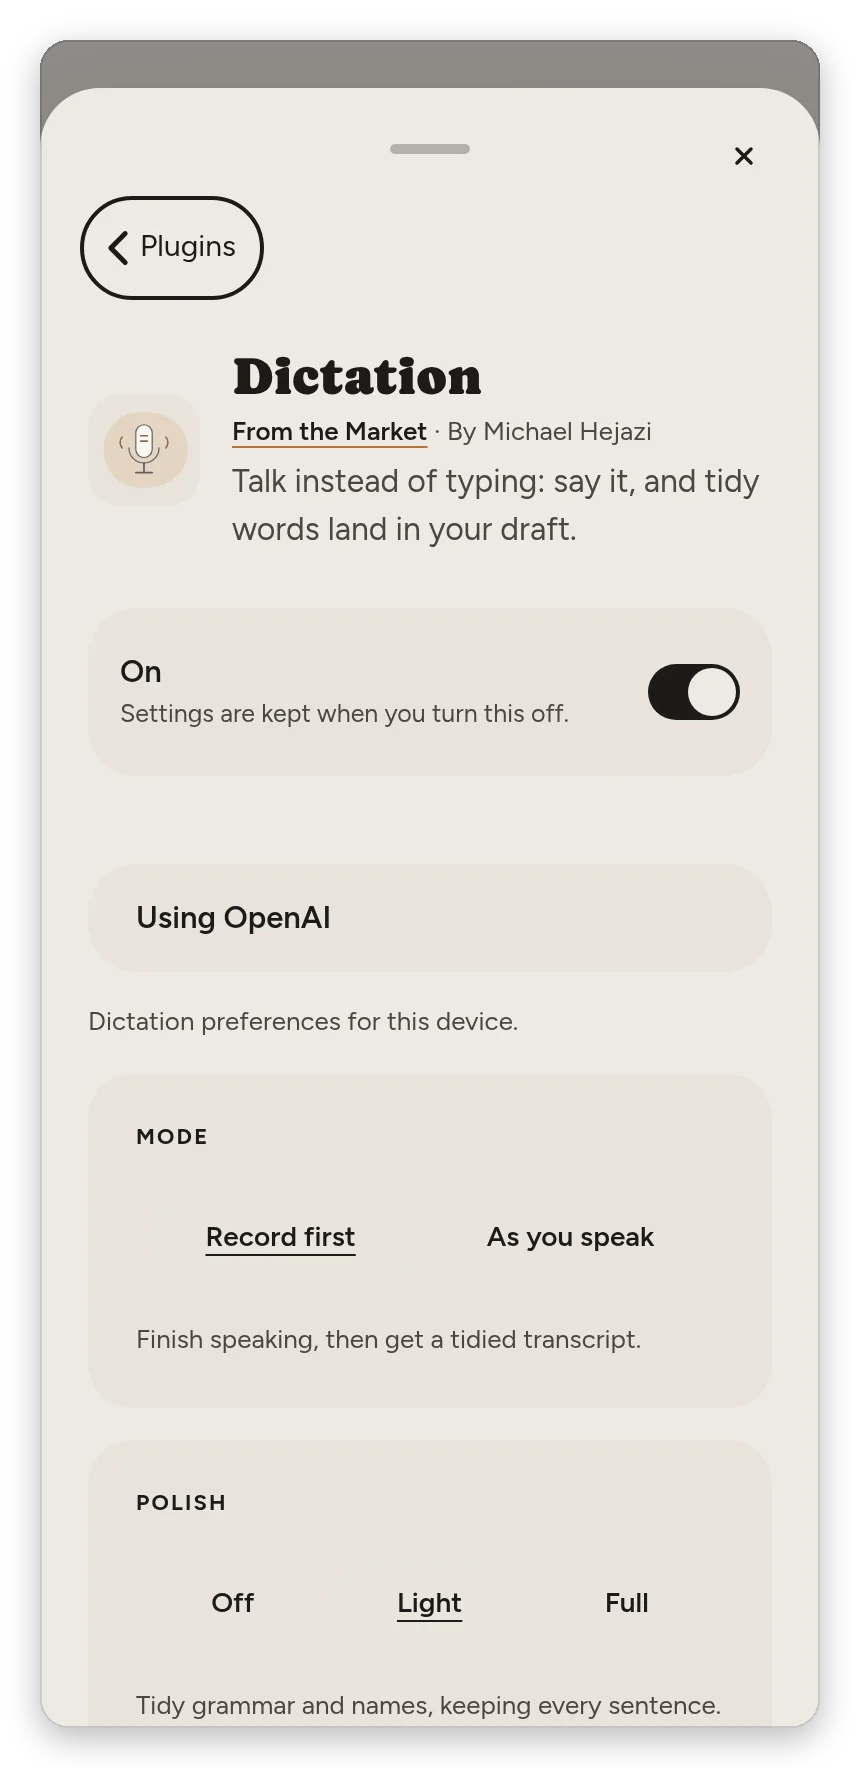 Plugins
Dictation
From the Market · By Michael Hejazi
Talk instead of typing: say it, and tidy
words land in your draft.
On
Settings are kept when you turn this off.
Using OpenAI
Dictation preferences for this device.
MODE
Record first As you speak
Finish speaking, then get a tidied transcript.
POLISH
Off Light Full
Tidy grammar and names, keeping every sentence.